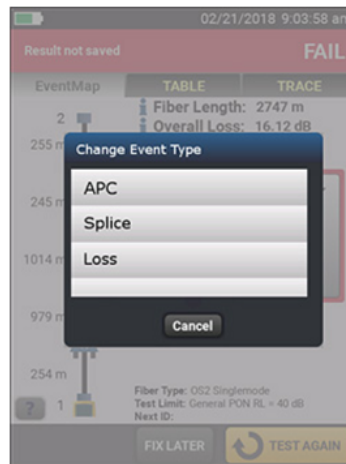 02/21/2018 9:03:58 am
Result not saved
FAIL
EventMap TABLE TRACE
2
Fiber Length: 2747 m
Overall Loss: 16.12 dB
255 m
Change Event Type
APC
245 m
Splice
1014 m
Loss
979 m
Cancel
254 m
Fiber Type: OS2 Singlemode
Test Limit: General PON RL = 40 dB
Next ID:
? 1
FIX LATER TEST AGAIN